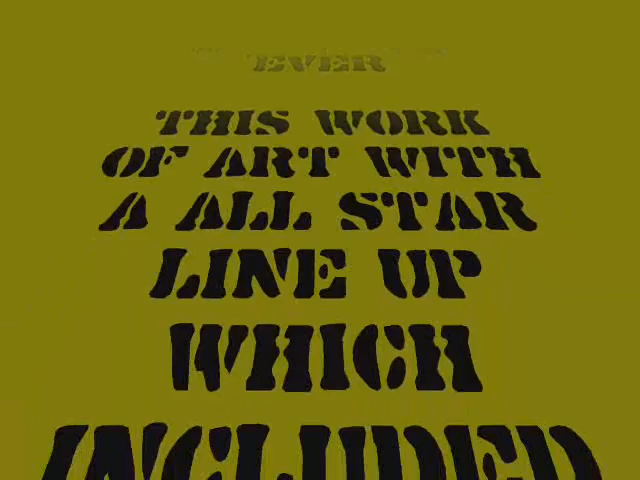 EVER
THIS WORK
OF ART WITH
A ALL STAR
LINE UP
WHICH
INCLUDED